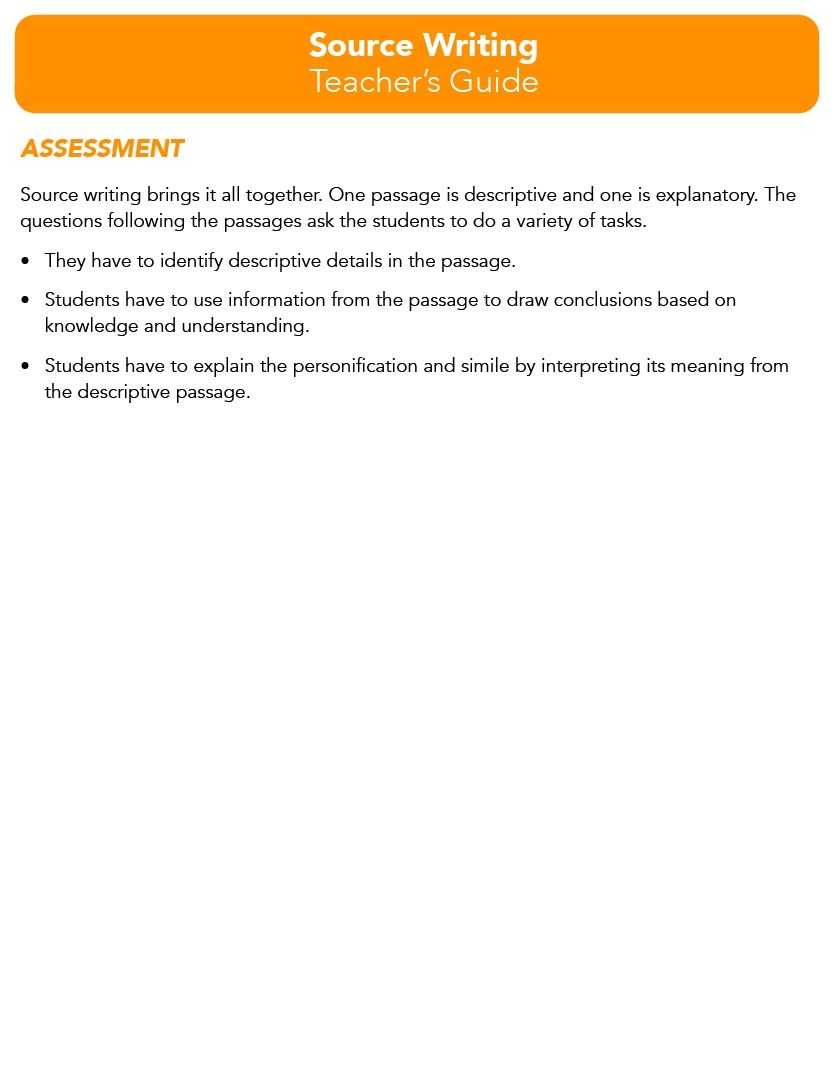 Source Writing
Teacher’s Guide
ASSESSMENT
Source writing brings it all together. One passage is descriptive and one is explanatory. The
questions following the passages ask the students to do a variety of tasks.
• They have to identify descriptive details in the passage.
• Students have to use information from the passage to draw conclusions based on
knowledge and understanding.
• Students have to explain the personification and simile by interpreting its meaning from
the descriptive passage.